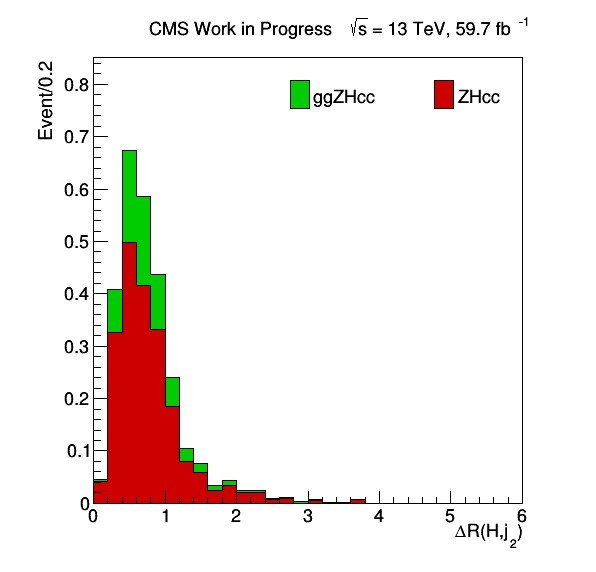 CMS Work in Progress √s = 13 TeV, 59.7 fb -1
Event/0.2
ggZHcc
ZHcc
0.8
0.7
0.6
0.5
0.4
0.3
0.2
0.1
0
0 1 2 3 4 5 6
ΔR(H,j2)